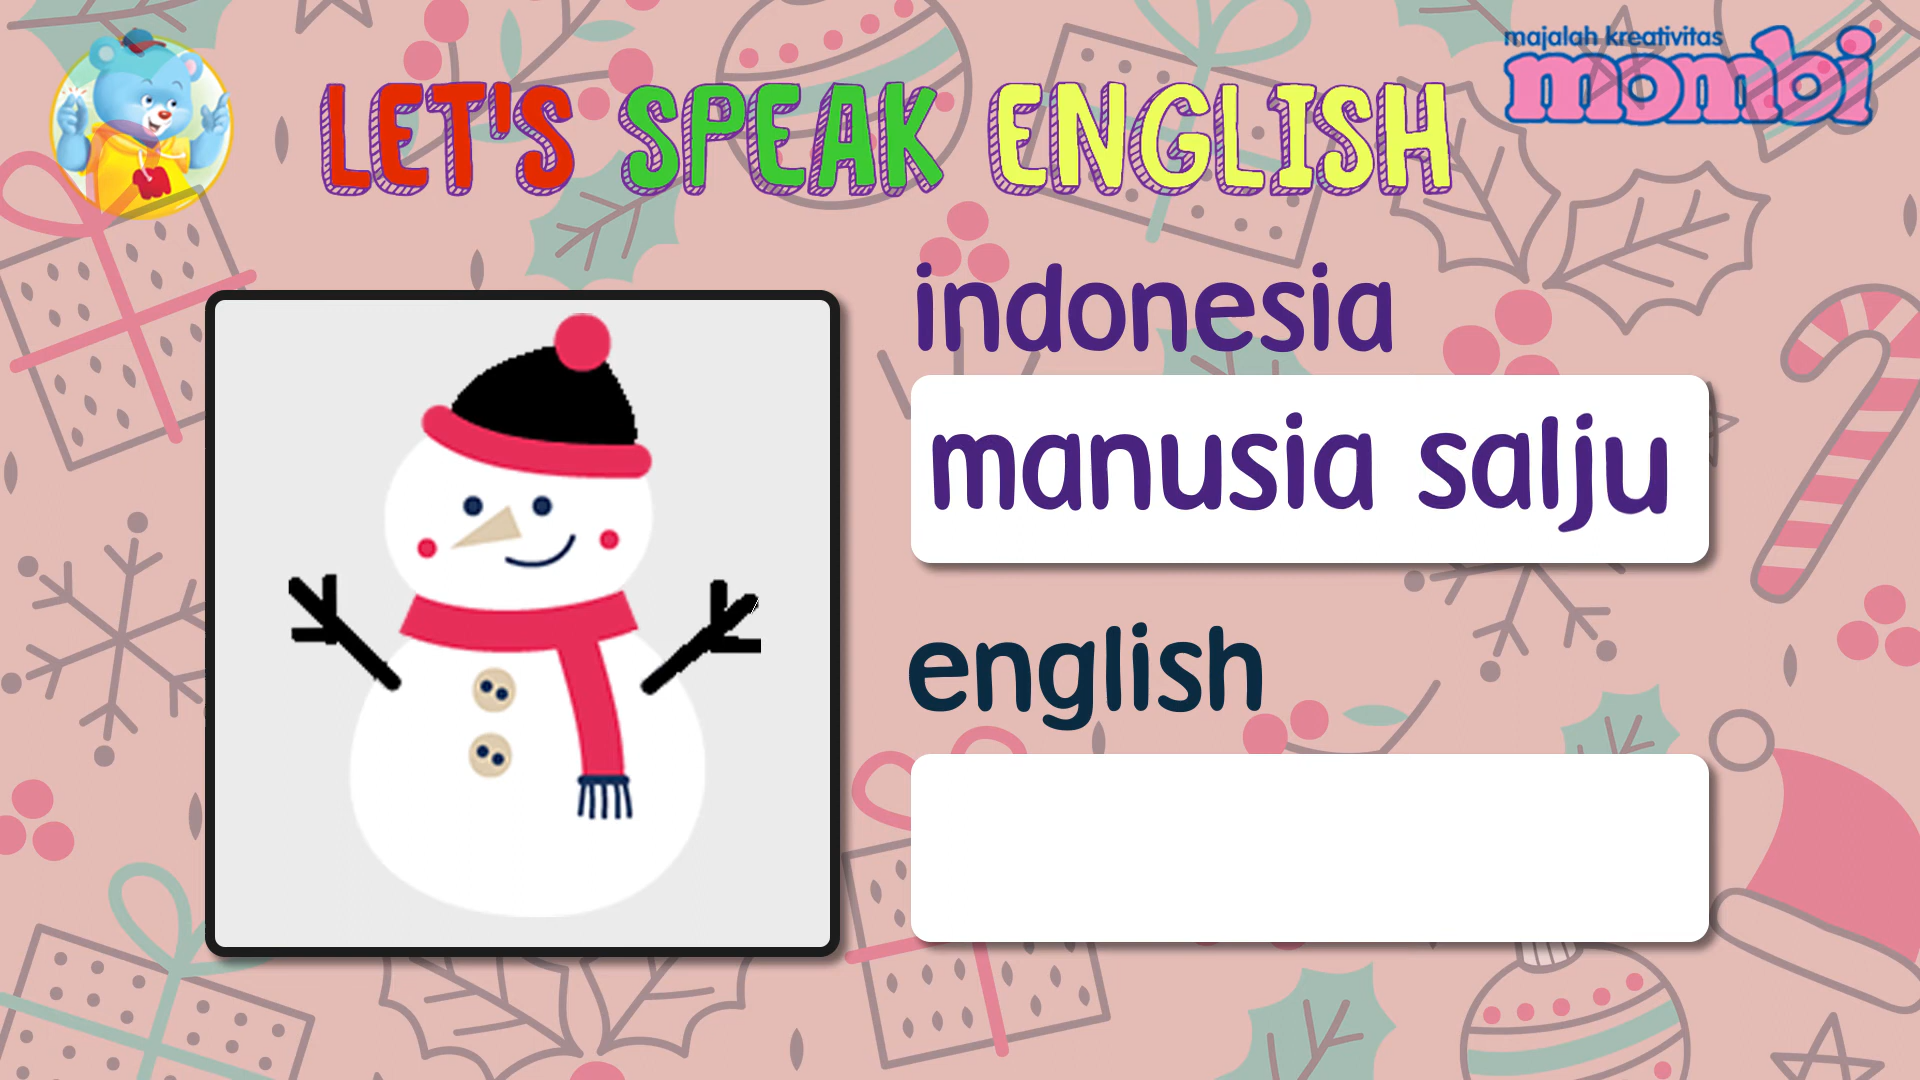 majalah kreativitas
mombi
LET'S SPEAK ENGLISH
indonesia
manusia salju
english